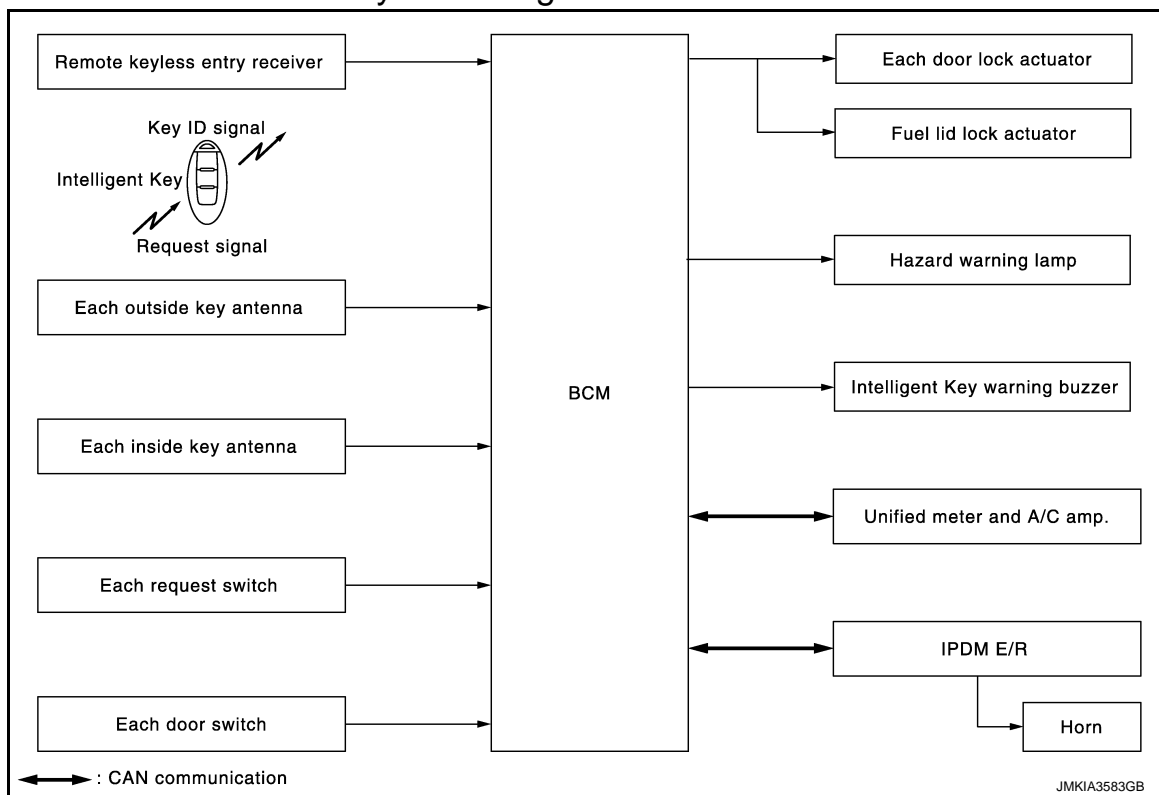 Remote keyless entry receiver
Key ID signal
Intelligent Key
Request signal
Each outside key antenna
Each inside key antenna
Each request switch
Each door switch
BCM
Each door lock actuator
Fuel lid lock actuator
Hazard warning lamp
Intelligent Key warning buzzer
Unified meter and A/C amp.
IPDM E/R
Horn
: CAN communication
JMKIA3583GB